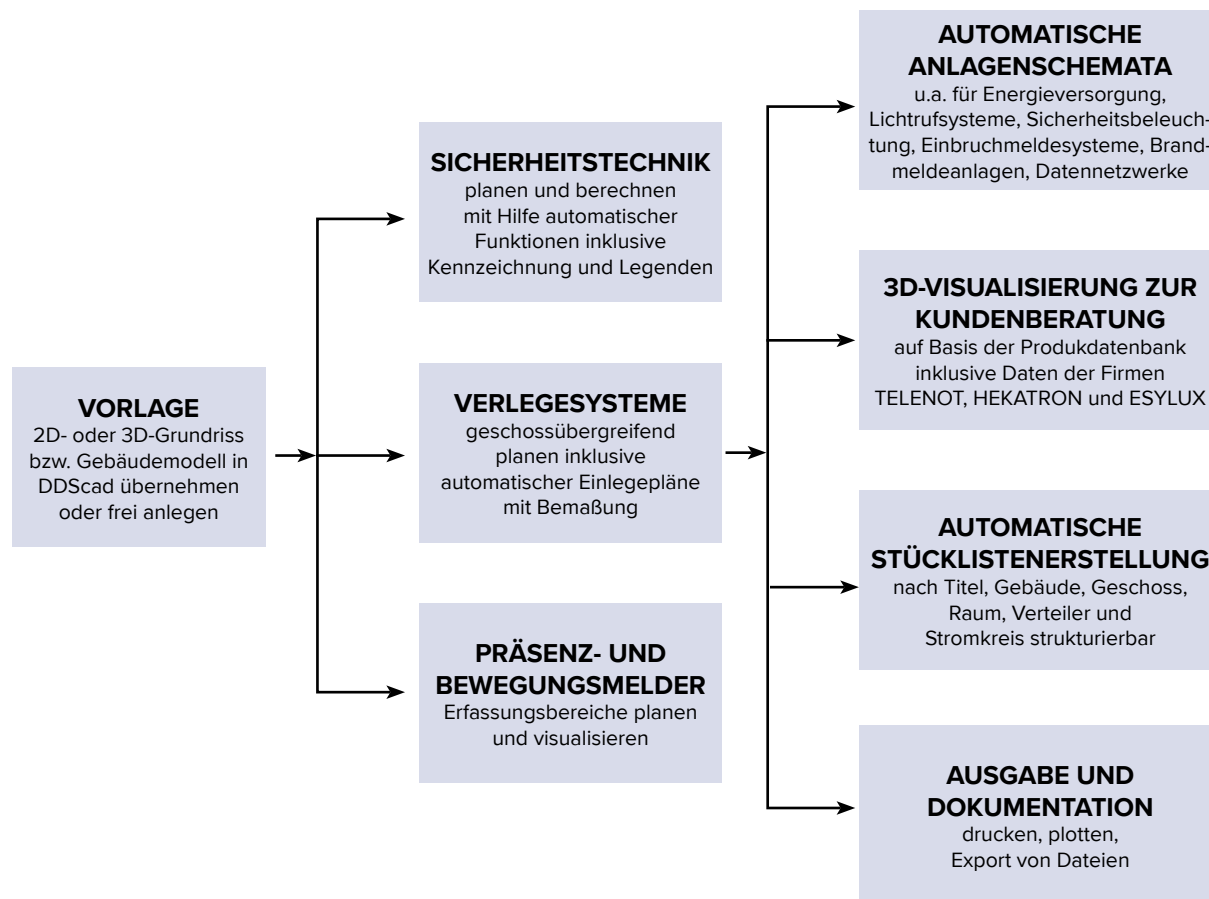 VORLAGE
2D- oder 3D-Grundriss
bzw. Gebäudemodell in
DDScad übernehmen
oder frei anlegen
SICHERHEITSTECHNIK
planen und berechnen
mit Hilfe automatischer
Funktionen inklusive
Kennzeichnung und Legenden
VERLEGESYSTEME
geschossübergreifend
planen inklusive
automatischer Einlegepläne
mit Bemaßung
PRÄSENZ- UND
BEWEGUNGSMELDER
Erfassungsbereiche planen
und visualisieren
AUTOMATISCHE
ANLAGENSCHEMATA
u.a. für Energieversorgung,
Lichtrufsysteme, Sicherheitsbeleuch-
tung, Einbruchmeldesysteme, Brand-
meldeanlagen, Datennetzwerke
3D-VISUALISIERUNG ZUR
KUNDENBERATUNG
auf Basis der Produkdatenbank
inklusive Daten der Firmen
TELENOT, HEKATRON und ESYLUX
AUTOMATISCHE
STÜCKLISTENERSTELLUNG
nach Titel, Gebäude, Geschoss,
Raum, Verteiler und
Stromkreis strukturierbar
AUSGABE UND
DOKUMENTATION
drucken, plotten,
Export von Dateien